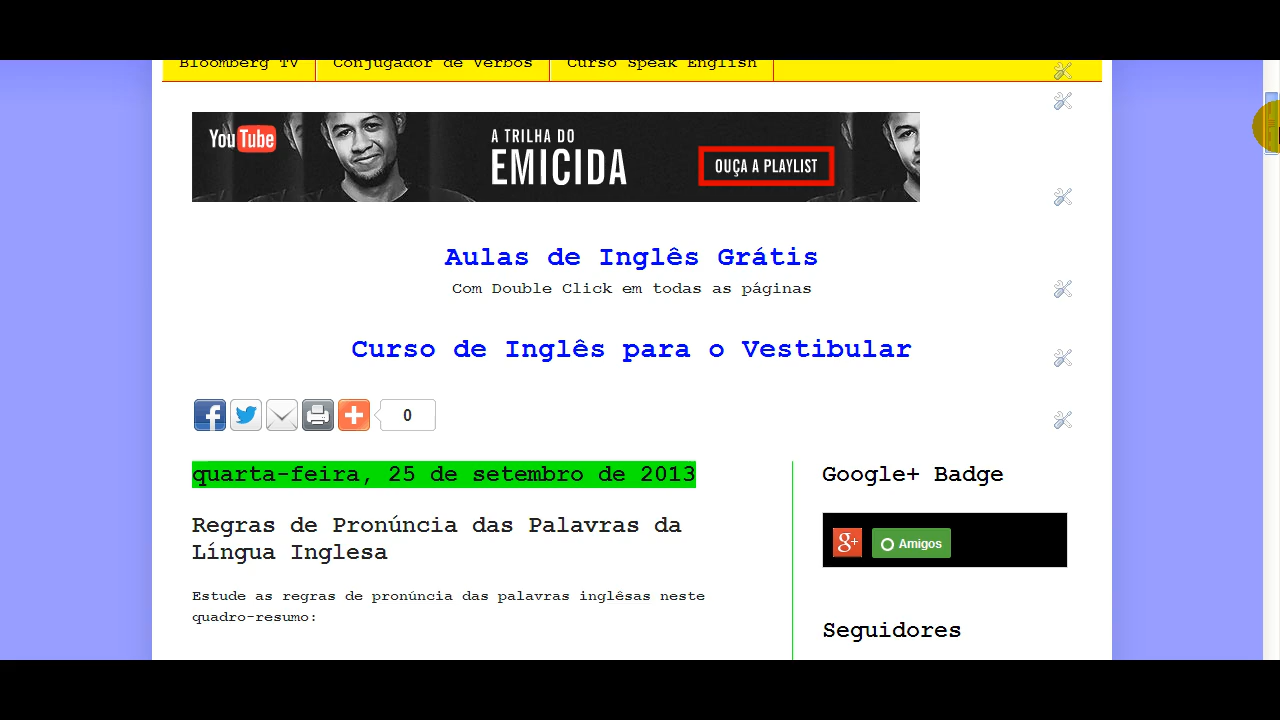 Bloomberg TV
Conjugador de Verbos
Curso Speak English
YouTube
A TRILHA DO
EMICIDA
OUÇA A PLAYLIST
Aulas de Inglês Grátis
Com Double Click em todas as páginas
Curso de Inglês para o Vestibular
0
quarta-feira, 25 de setembro de 2013
Google+ Badge
Regras de Pronúncia das Palavras da
Língua Inglesa
g+ Amigos
Estude as regras de pronúncia das palavras inglêsas neste
quadro-resumo:
Seguidores